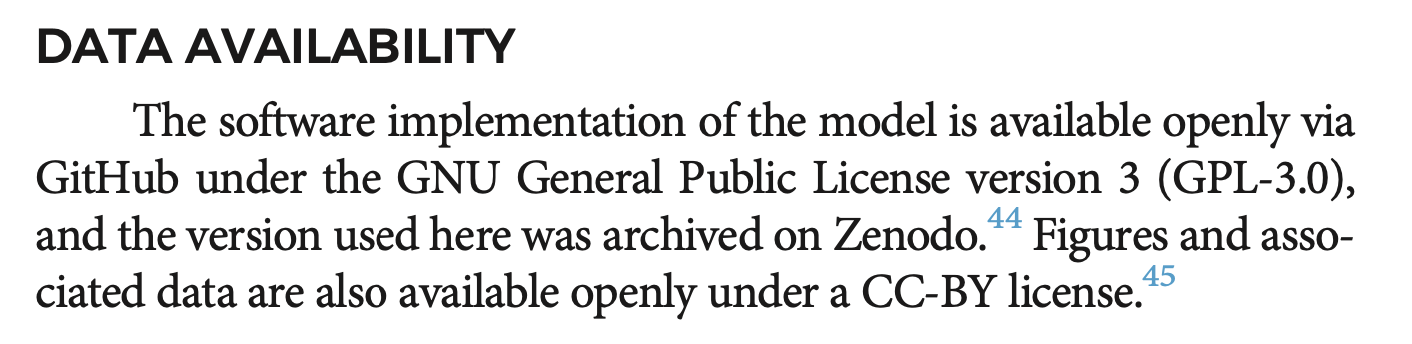 DATA AVAILABILITY
The software implementation of the model is available openly via
GitHub under the GNU General Public License version 3 (GPL-3.0),
and the version used here was archived on Zenodo.44 Figures and asso-
ciated data are also available openly under a CC-BY license.45